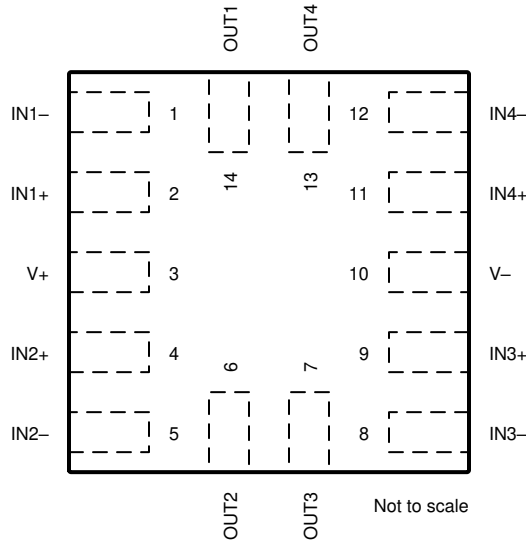 OUT1
OUT4
IN1–
1
12
IN4–
14
13
IN1+
2
11
IN4+
V+
3
10
V–
IN2+
4
6
7
9
IN3+
IN2–
5
8
IN3–
OUT2
OUT3
Not to scale